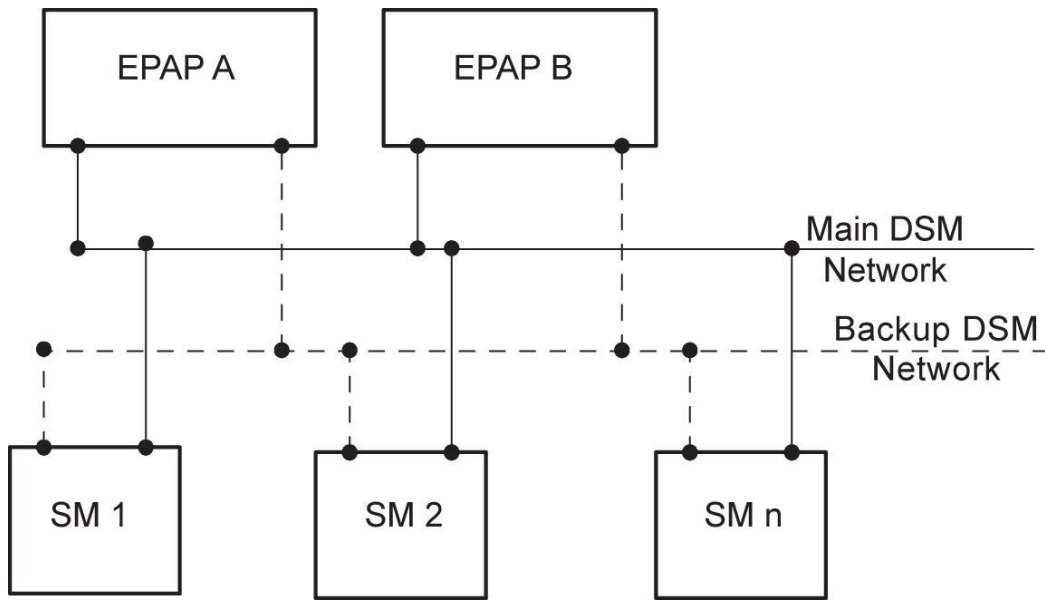 EPAP A
EPAP B
Main DSM
Network
Backup DSM
Network
SM 1
SM 2
SM n